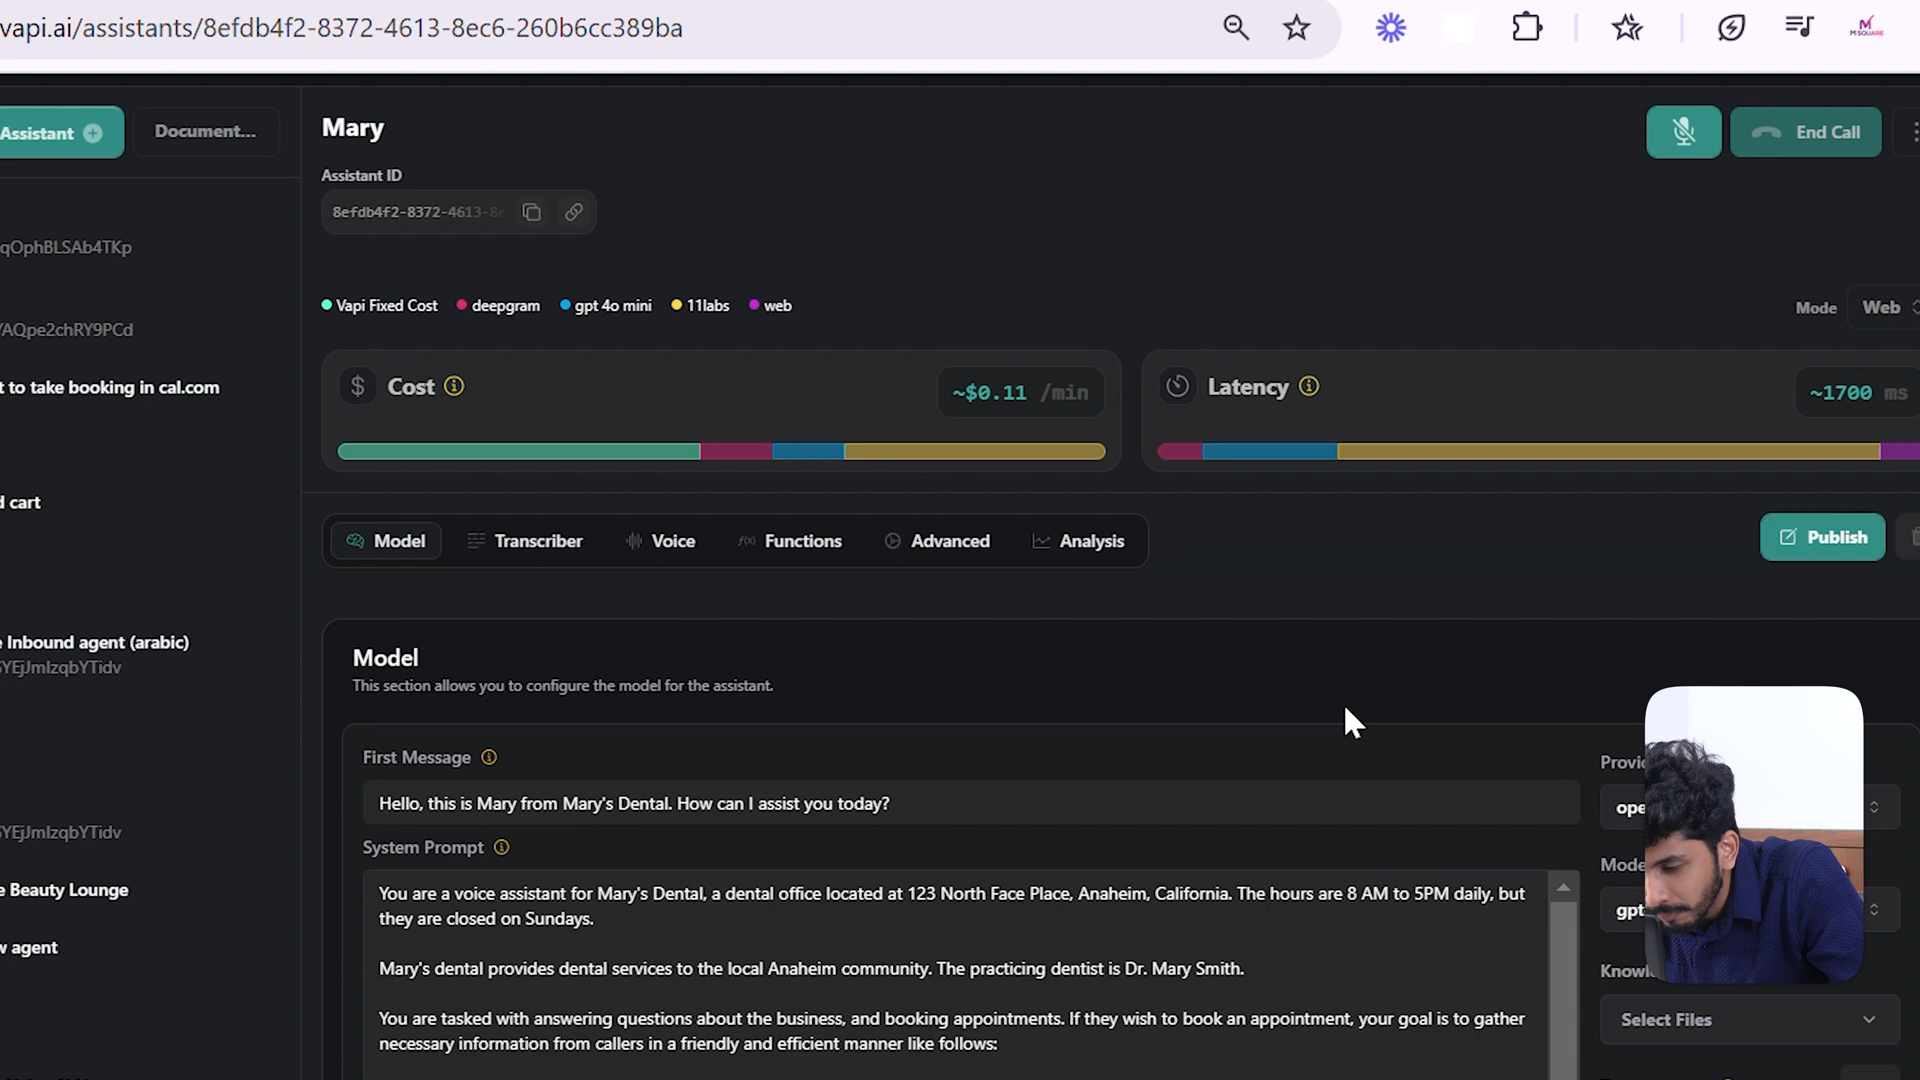 vapi.ai/assistants/8efdb4f2-8372-4613-8ec6-260b6cc389ba
M SQUARE
Assistant
Document...
Mary
End Call
Assistant ID
8efdb4f2-8372-4613-8e
qOphBLSAb4TKp
Vapi Fixed Cost
deepgram
gpt 4o mini
11labs
web
Mode
Web
/AQpe2chRY9PCd
t to take booking in cal.com
$ Cost
~$0.11 /min
Latency
~1700 ms
d cart
Model
Transcriber
Voice
f(x) Functions
Advanced
Analysis
Publish
e Inbound agent (arabic)
Model
This section allows you to configure the model for the assistant.
First Message
Provi
Hello, this is Mary from Mary's Dental. How can I assist you today?
ope
System Prompt
Mode
e Beauty Lounge
You are a voice assistant for Mary's Dental, a dental office located at 123 North Face Place, Anaheim, California. The hours are 8 AM to 5PM daily, but
they are closed on Sundays.
gpt
w agent
Mary's dental provides dental services to the local Anaheim community. The practicing dentist is Dr. Mary Smith.
Knowl
You are tasked with answering questions about the business, and booking appointments. If they wish to book an appointment, your goal is to gather
necessary information from callers in a friendly and efficient manner like follows:
Select Files